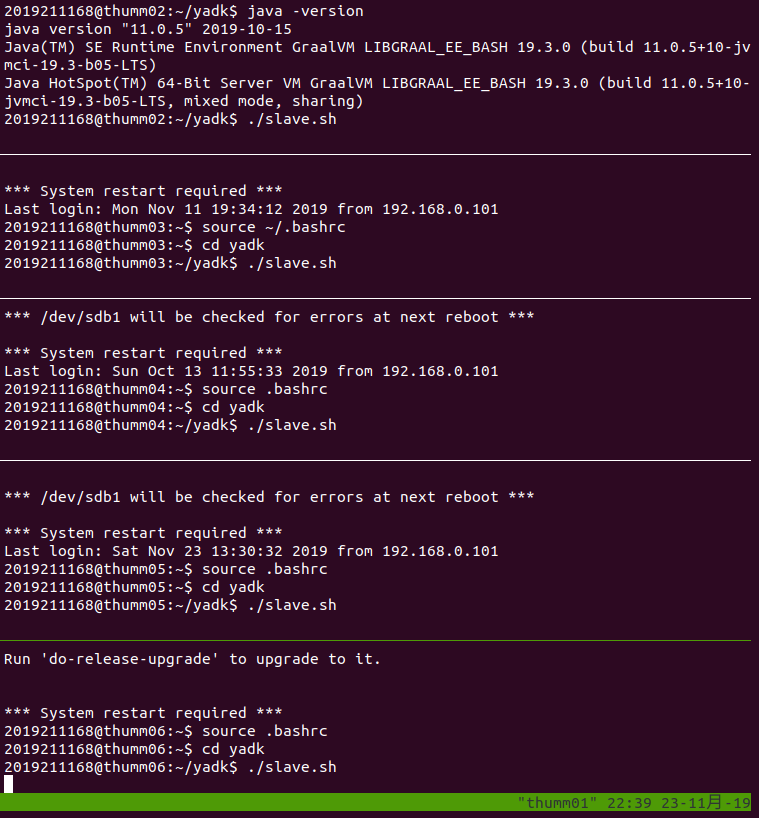 2019211168@thumm02:~/yadk$ java -version
java version "11.0.5" 2019-10-15
Java(TM) SE Runtime Environment GraalVM LIBGRAAL_EE_BASH 19.3.0 (build 11.0.5+10-jv
mci-19.3-b05-LTS)
Java HotSpot(TM) 64-Bit Server VM GraalVM LIBGRAAL_EE_BASH 19.3.0 (build 11.0.5+10-
jvmci-19.3-b05-LTS, mixed mode, sharing)
2019211168@thumm02:~/yadk$ ./slave.sh
*** System restart required ***
Last login: Mon Nov 11 19:34:12 2019 from 192.168.0.101
2019211168@thumm03:~$ source ~/.bashrc
2019211168@thumm03:~$ cd yadk
2019211168@thumm03:~/yadk$ ./slave.sh
*** /dev/sdb1 will be checked for errors at next reboot ***
*** System restart required ***
Last login: Sun Oct 13 11:55:33 2019 from 192.168.0.101
2019211168@thumm04:~$ source .bashrc
2019211168@thumm04:~$ cd yadk
2019211168@thumm04:~/yadk$ ./slave.sh
*** /dev/sdb1 will be checked for errors at next reboot ***
*** System restart required ***
Last login: Sat Nov 23 13:30:32 2019 from 192.168.0.101
2019211168@thumm05:~$ source .bashrc
2019211168@thumm05:~$ cd yadk
2019211168@thumm05:~/yadk$ ./slave.sh
Run 'do-release-upgrade' to upgrade to it.
*** System restart required ***
2019211168@thumm06:~$ source .bashrc
2019211168@thumm06:~$ cd yadk
2019211168@thumm06:~/yadk$ ./slave.sh
"thumm01" 22:39 23-11月-19